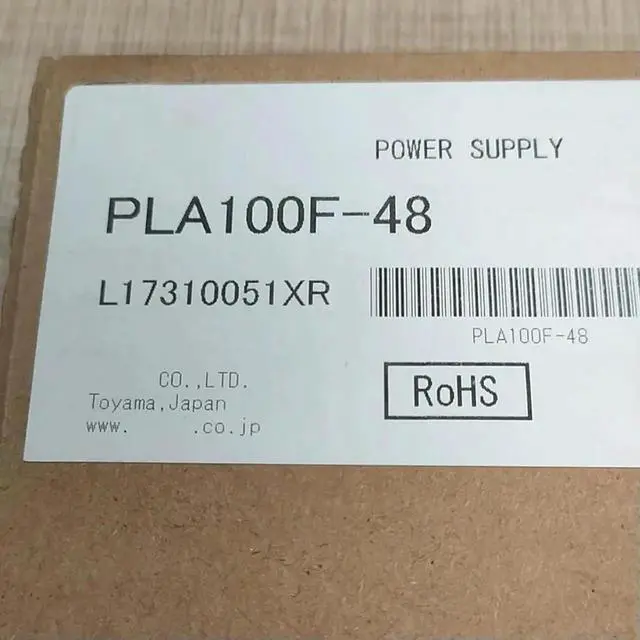 POWER SUPPLY
PLA100F-48
L17310051XR
PLA100F-48
CO.,LTD.
Toyama,Japan
www. .co.jp
RoHS